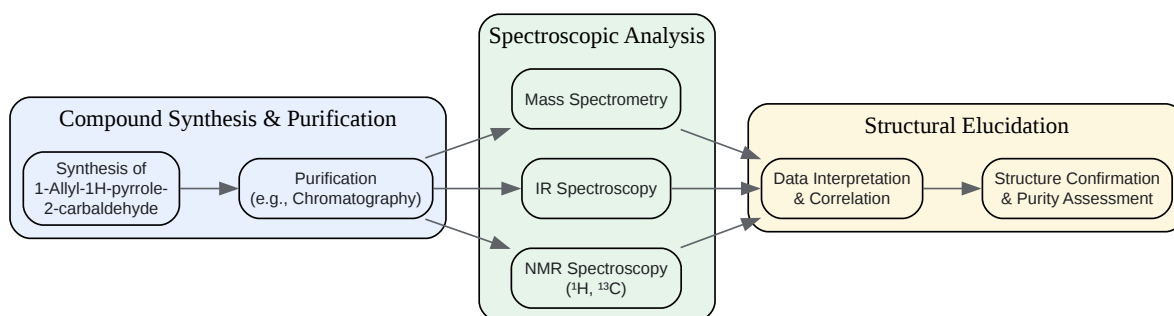 Compound Synthesis & Purification
Synthesis of
1-Allyl-1H-pyrrole-
2-carbaldehyde
Purification
(e.g., Chromatography)
Spectroscopic Analysis
Mass Spectrometry
IR Spectroscopy
NMR Spectroscopy
(¹H, ¹³C)
Structural Elucidation
Data Interpretation
& Correlation
Structure Confirmation
& Purity Assessment